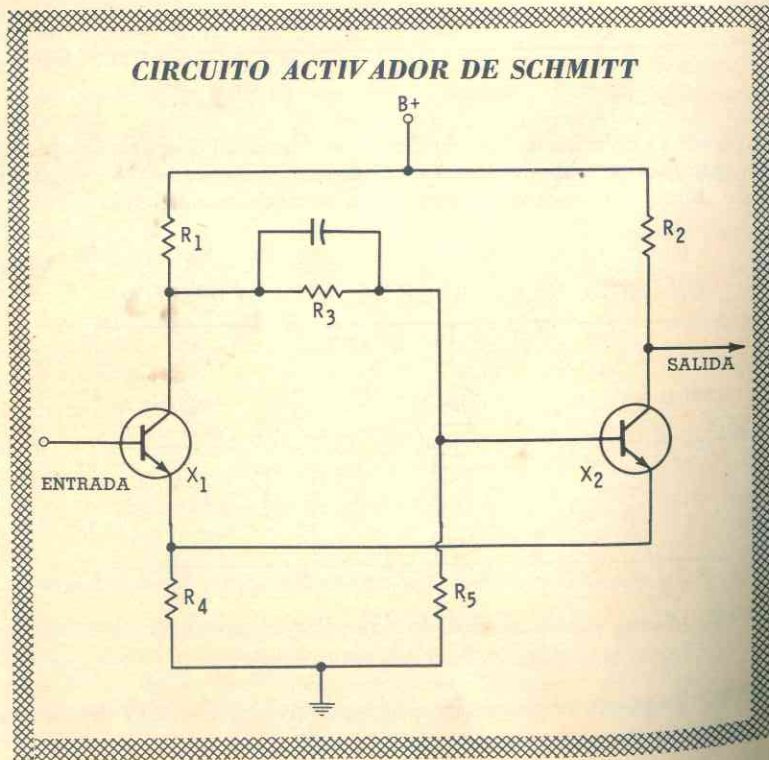 CIRCUITO ACTIVADOR DE SCHMITT
B+
R1
R2
R3
SALIDA
ENTRADA
X1
X2
R4
R5